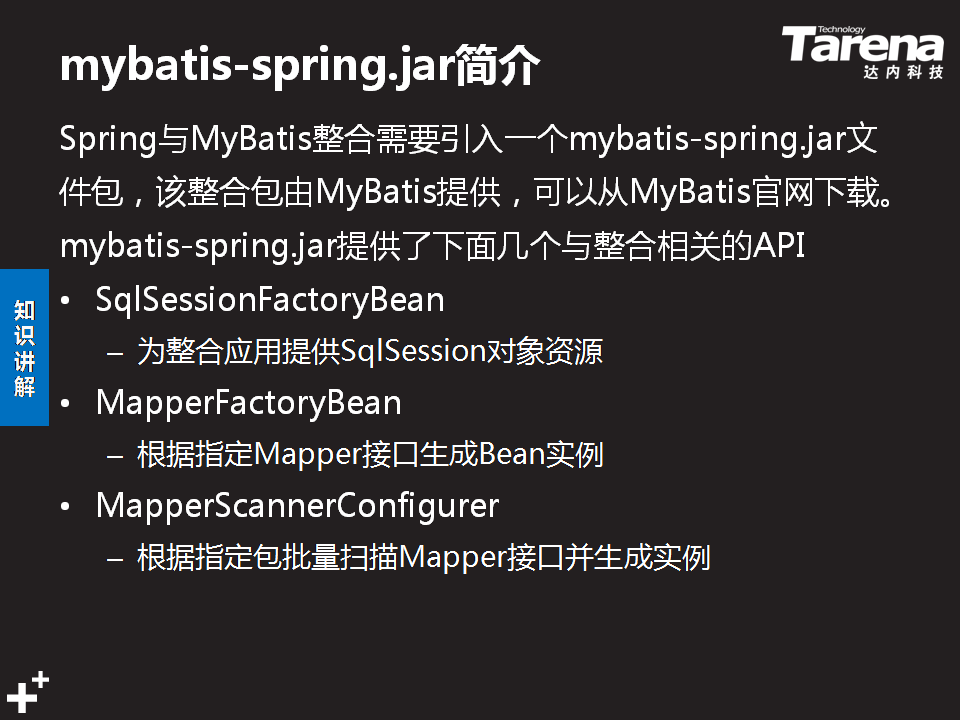 mybatis-spring.jar简介
Technology
Tarena
达内科技
Spring与MyBatis整合需要引入一个mybatis-spring.jar文
件包，该整合包由MyBatis提供，可以从MyBatis官网下载。
mybatis-spring.jar提供了下面几个与整合相关的API
• SqlSessionFactoryBean
– 为整合应用提供SqlSession对象资源
• MapperFactoryBean
– 根据指定Mapper接口生成Bean实例
• MapperScannerConfigurer
– 根据指定包批量扫描Mapper接口并生成实例
知识讲解